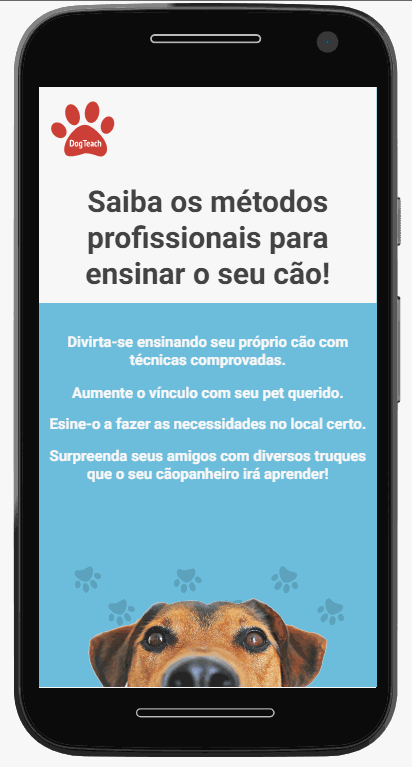 DogTeach
Saiba os métodos
profissionais para
ensinar o seu cão!
Divirta-se ensinando seu próprio cão com
técnicas comprovadas.
Aumente o vínculo com seu pet querido.
Esine-o a fazer as necessidades no local certo.
Surpreenda seus amigos com diversos truques
que o seu cãopanheiro irá aprender!